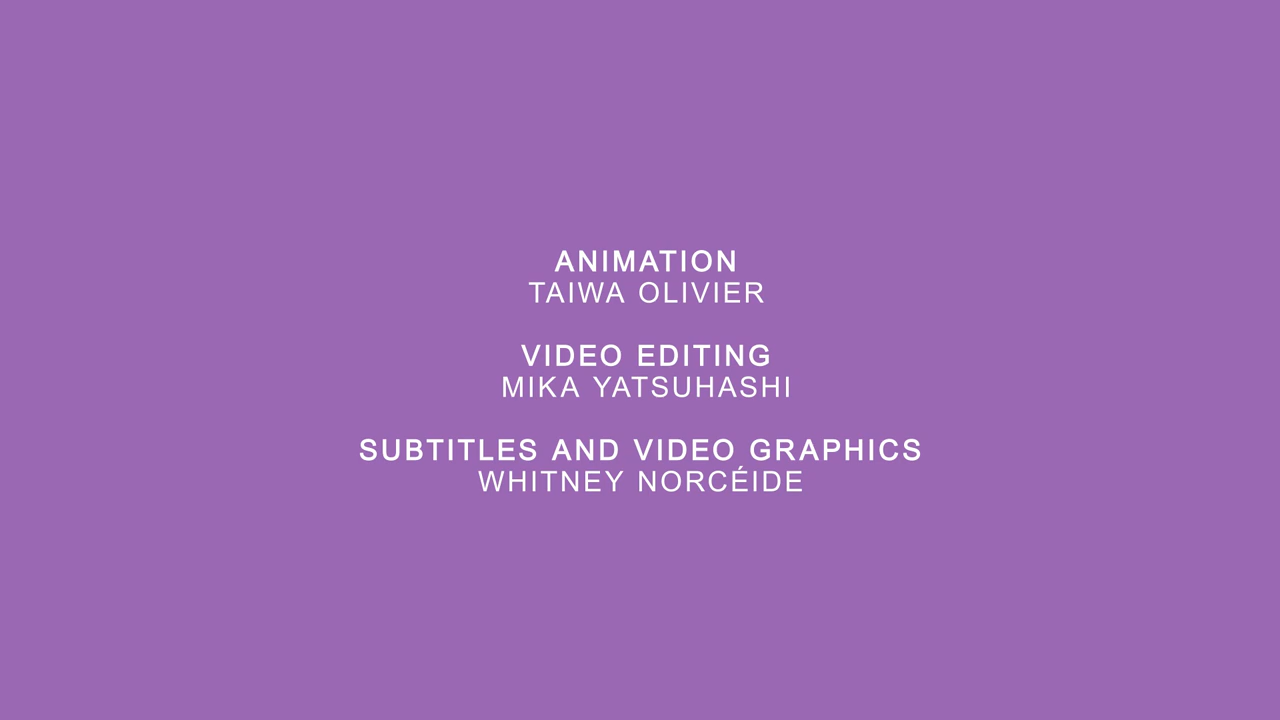 ANIMATION
TAIWA OLIVIER
VIDEO EDITING
MIKA YATSUHASHI
SUBTITLES AND VIDEO GRAPHICS
WHITNEY NORCÉIDE